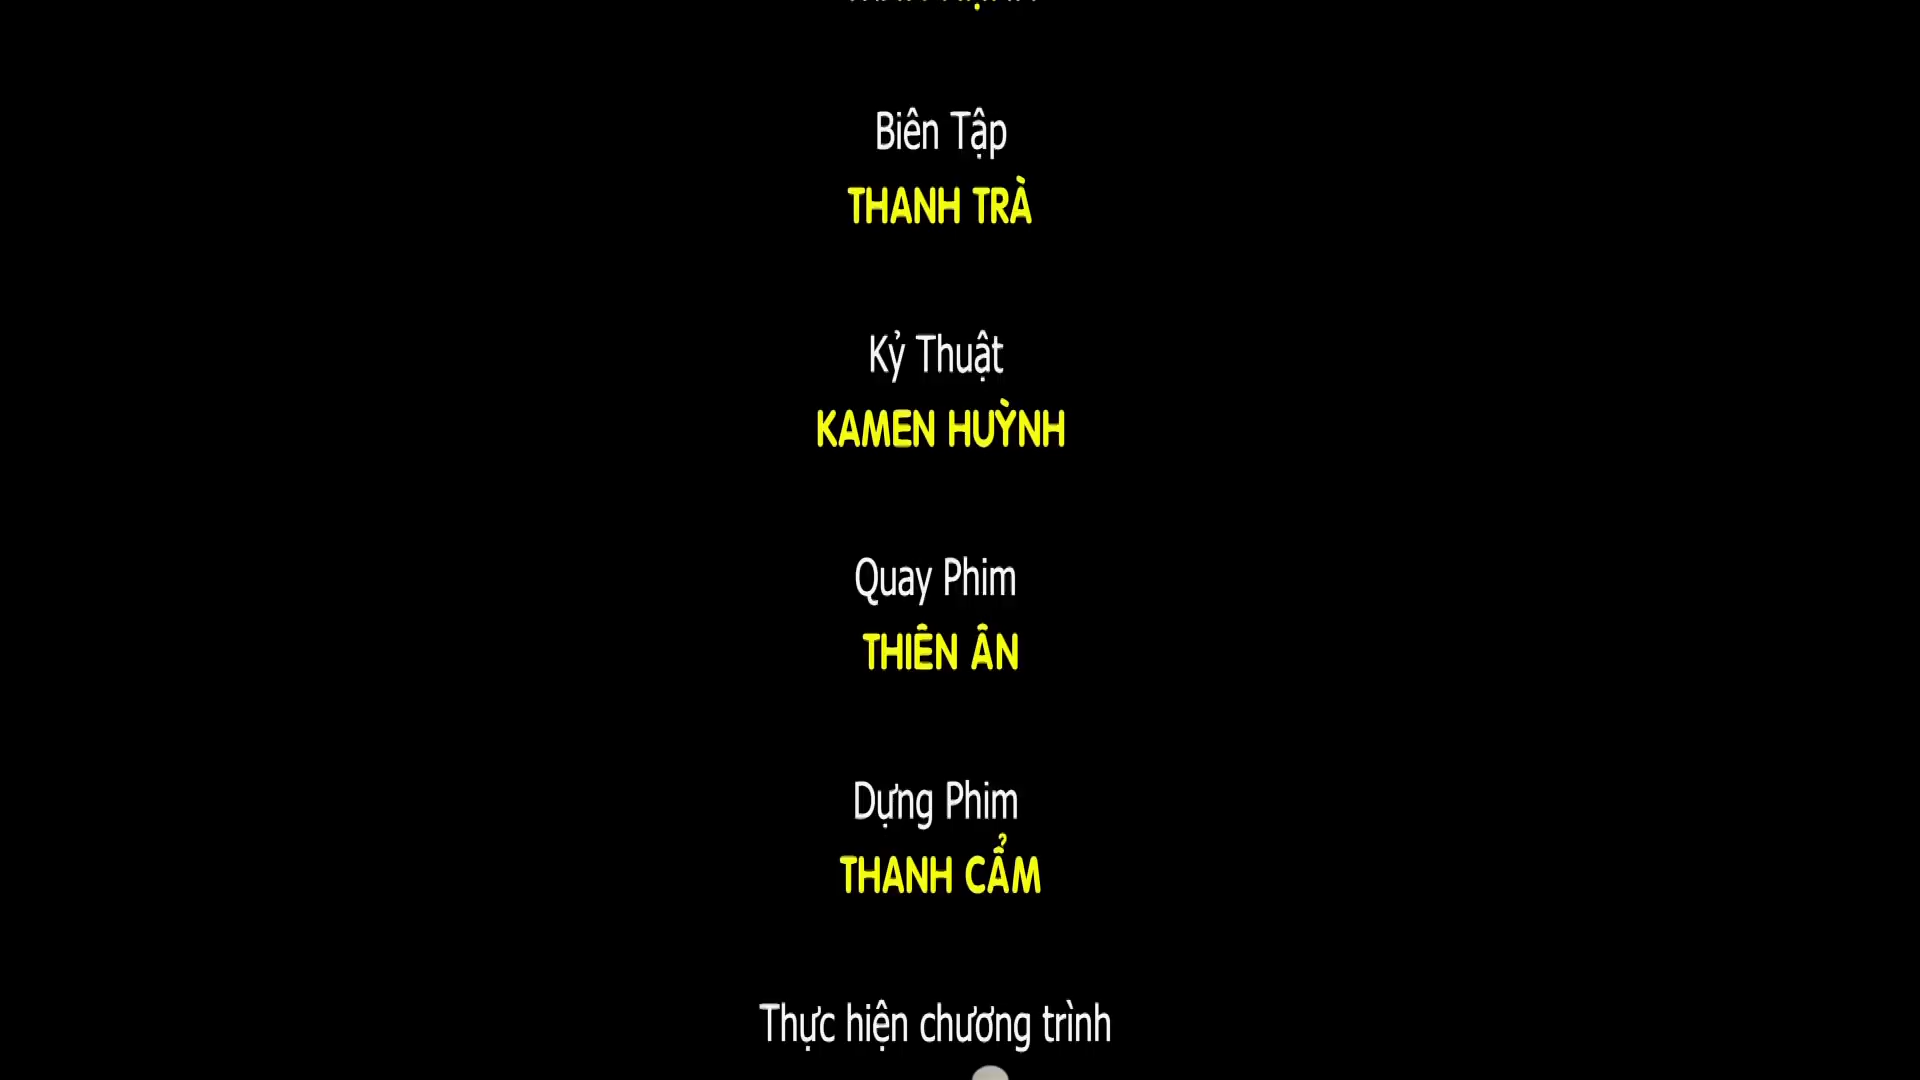 Biên Tập
THANH TRÀ
Kỷ Thuật
KAMEN HUỲNH
Quay Phim
THIÊN ÂN
Dựng Phim
THANH CẨM
Thực hiện chương trình